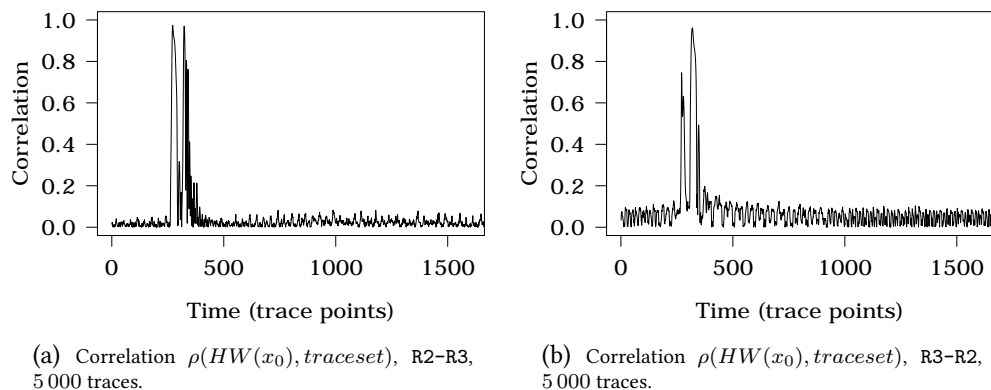 1.0
0.8
0.6
0.4
0.2
0.0
Correlation
0 500 1000 1500
Time (trace points)
(a) Correlation ρ(HW(x₀), traceset), R2-R3,
5 000 traces.
1.0
0.8
0.6
0.4
0.2
0.0
Correlation
0 500 1000 1500
Time (trace points)
(b) Correlation ρ(HW(x₀), traceset), R3-R2,
5 000 traces.